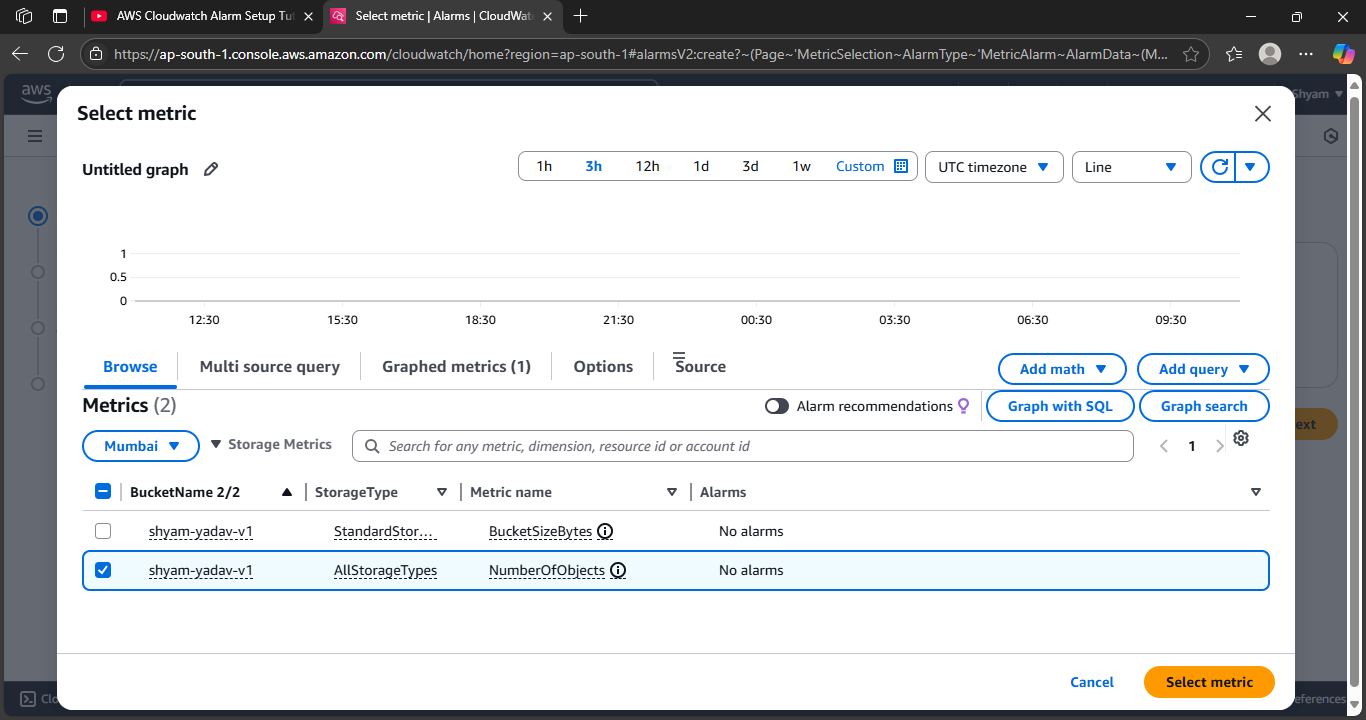 AWS Cloudwatch Alarm Setup Tut
Select metric | Alarms | CloudWat
https://ap-south-1.console.aws.amazon.com/cloudwatch/home?region=ap-south-1#alarmsV2:create?~(Page~'MetricSelection~AlarmType~'MetricAlarm~AlarmData~(M...
aws
Shyam
Select metric
Untitled graph
1h 3h 12h 1d 3d 1w Custom UTC timezone Line
1
0.5
0
12:30 15:30 18:30 21:30 00:30 03:30 06:30 09:30
Browse Multi source query Graphed metrics (1) Options Source Add math Add query
Metrics (2) Alarm recommendations Graph with SQL Graph search
ext
Mumbai Storage Metrics Search for any metric, dimension, resource id or account id 1
BucketName 2/2 StorageType Metric name Alarms
shyam-yadav-v1 StandardStor... BucketSizeBytes No alarms
shyam-yadav-v1 AllStorageTypes NumberOfObjects No alarms
Cancel Select metric
Clo
eferences